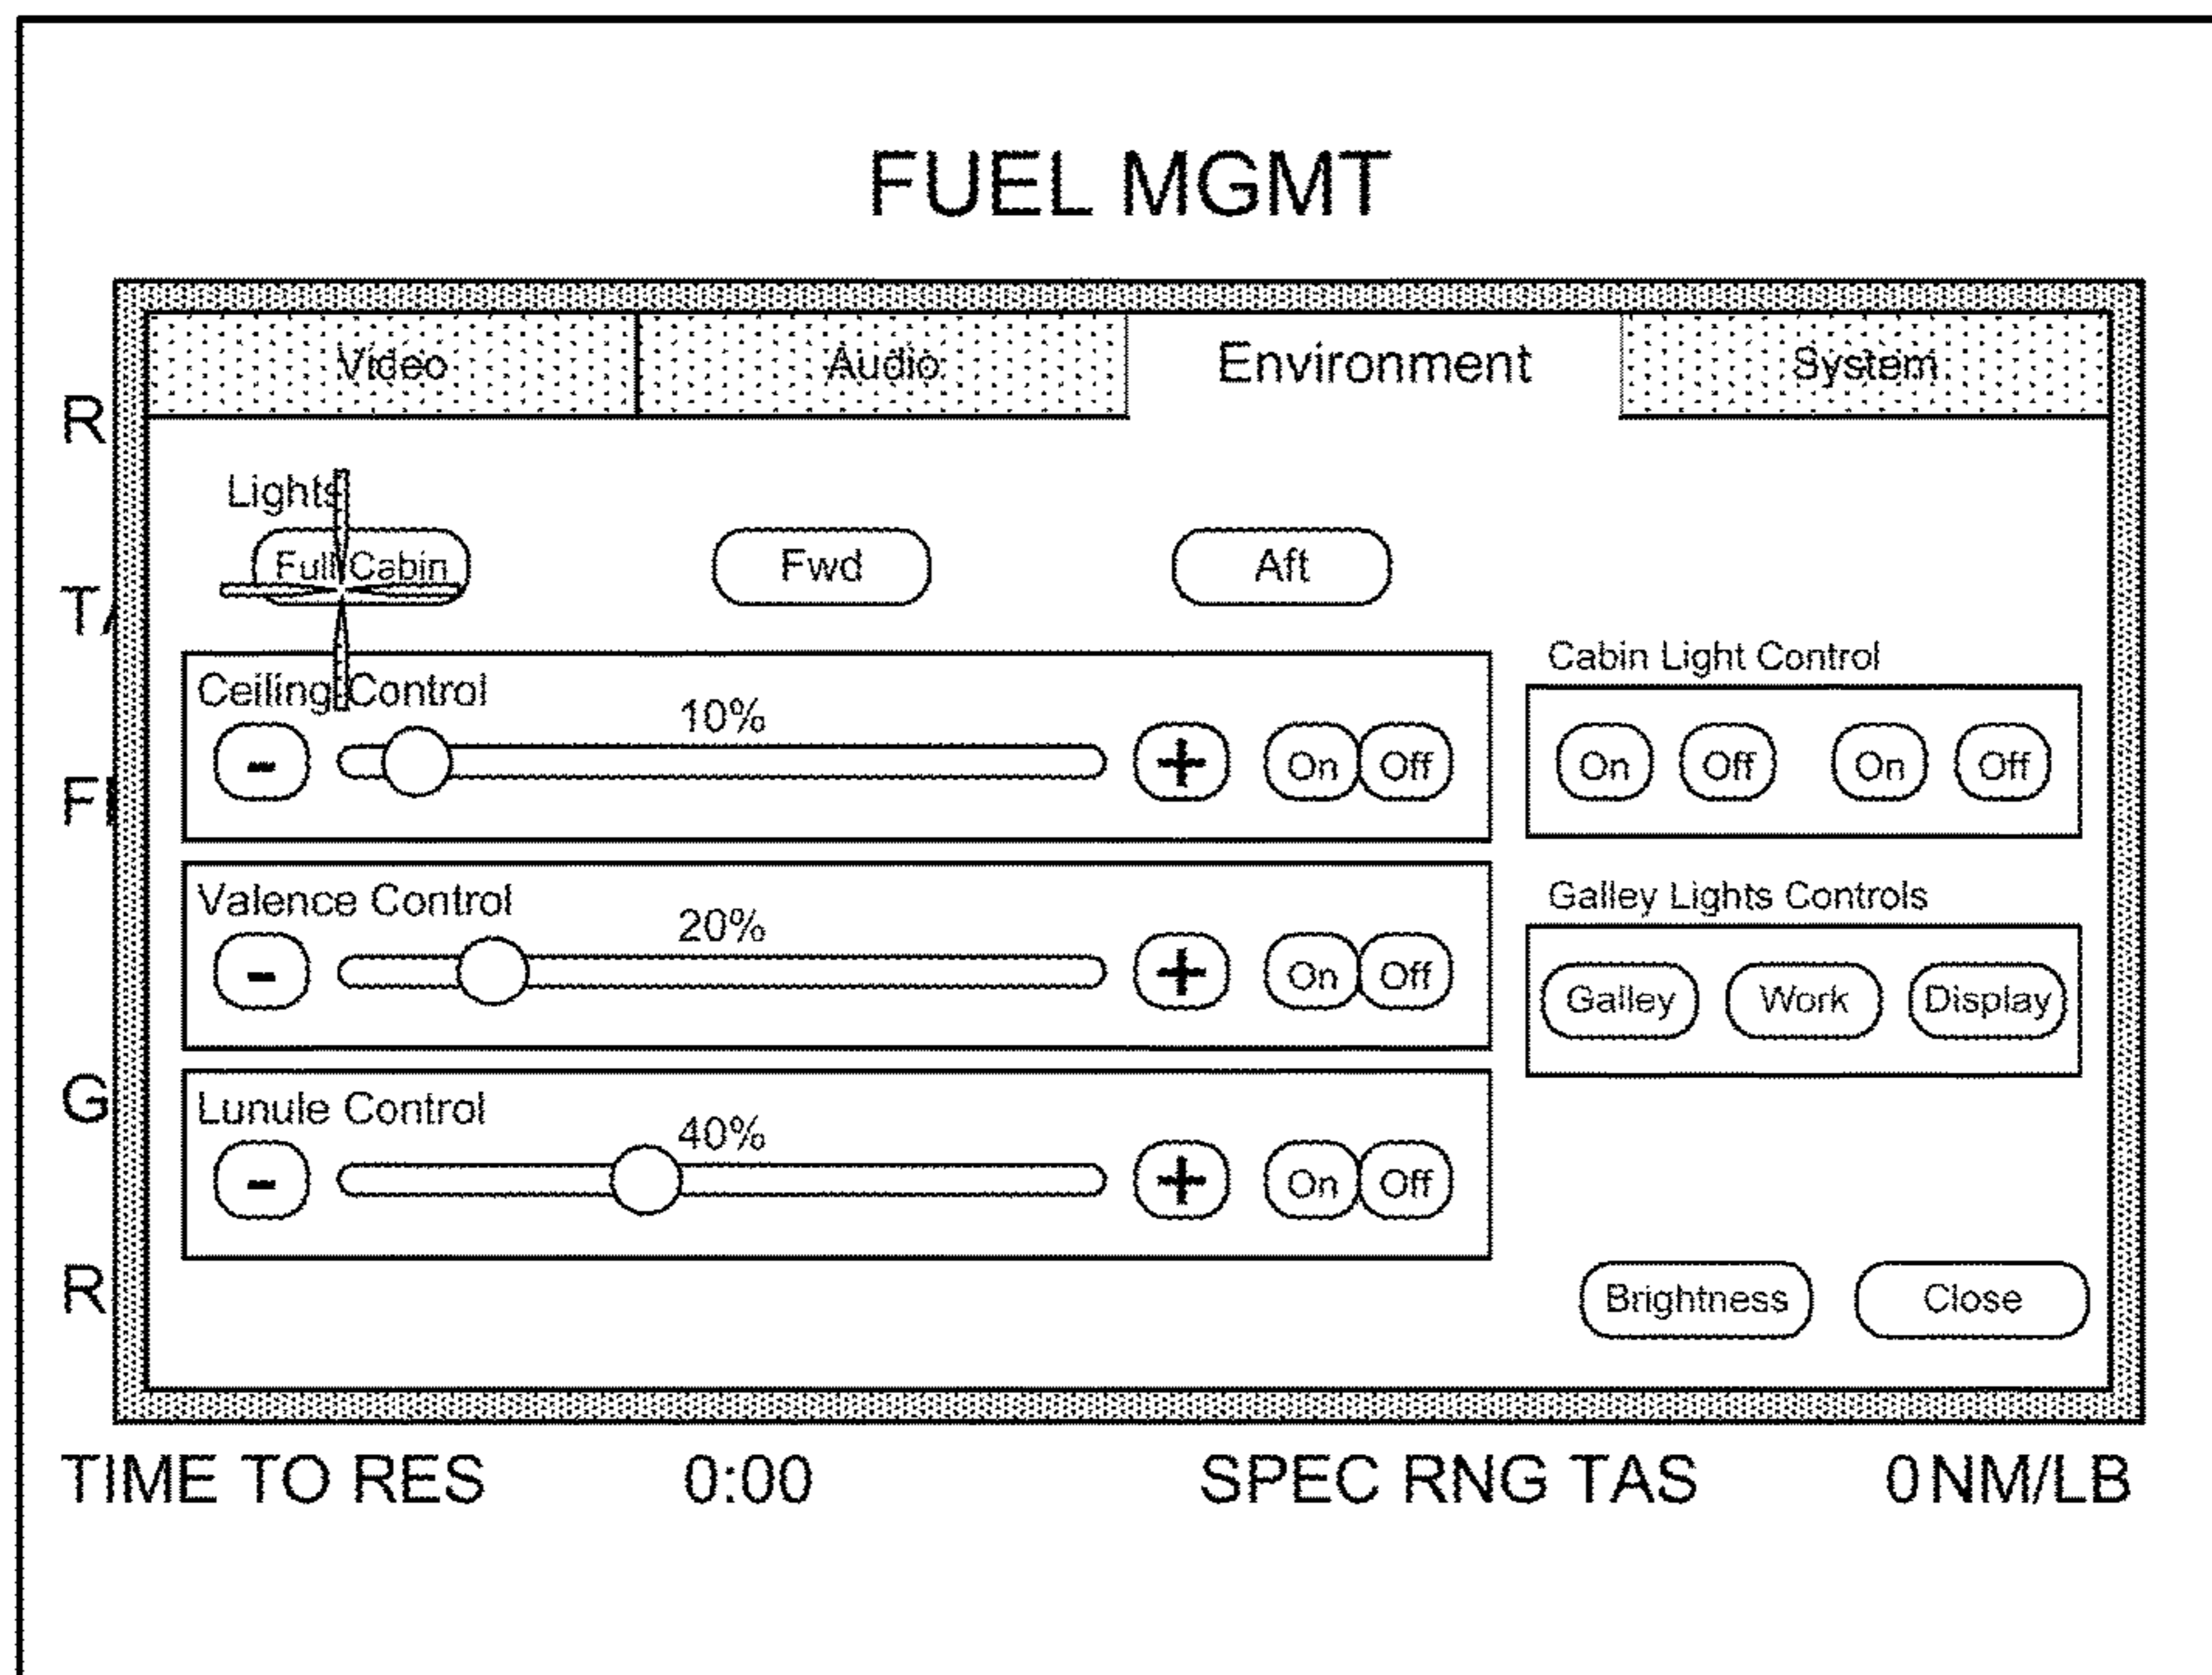 FUEL MGMT
Video Audio Environment System
R
Lights
Full Cabin Fwd Aft
TA
Cabin Light Control
Ceiling Control
10%
- + On Off On Off On Off
F
Valence Control
20%
Galley Lights Controls
- + On Off
Galley Work Display
G
Lunule Control
40%
- + On Off
R
Brightness Close
TIME TO RES 0:00 SPEC RNG TAS 0 NM/LB